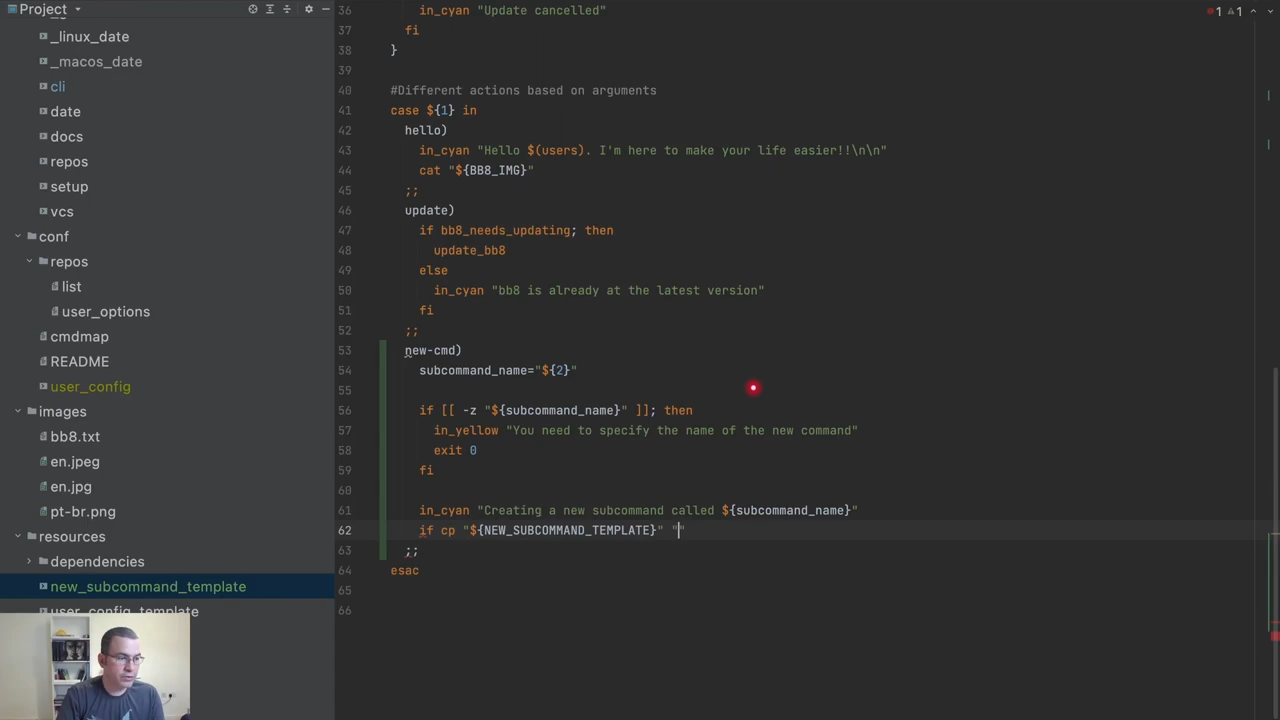 Project
_linux_date
_macos_date
cli
date
docs
repos
setup
vcs
conf
repos
list
user_options
cmdmap
README
user_config
images
bb8.txt
en.jpeg
en.jpg
pt-br.png
resources
dependencies
new_subcommand_template
user_config_template
1 1
36 in_cyan "Update cancelled"
37 fi
38 }
39
40 #Different actions based on arguments
41 case ${1} in
42 hello)
43 in_cyan "Hello $(users). I'm here to make your life easier!!\n\n"
44 cat "${BB8_IMG}"
45 ;;
46 update)
47 if bb8_needs_updating; then
48 update_bb8
49 else
50 in_cyan "bb8 is already at the latest version"
51 fi
52 ;;
53 new-cmd)
54 subcommand_name="${2}"
55
56 if [[ -z "${subcommand_name}" ]]; then
57 in_yellow "You need to specify the name of the new command"
58 exit 0
59 fi
60
61 in_cyan "Creating a new subcommand called ${subcommand_name}"
62 if cp "${NEW_SUBCOMMAND_TEMPLATE}" ""
63 ;;
64 esac
65
66